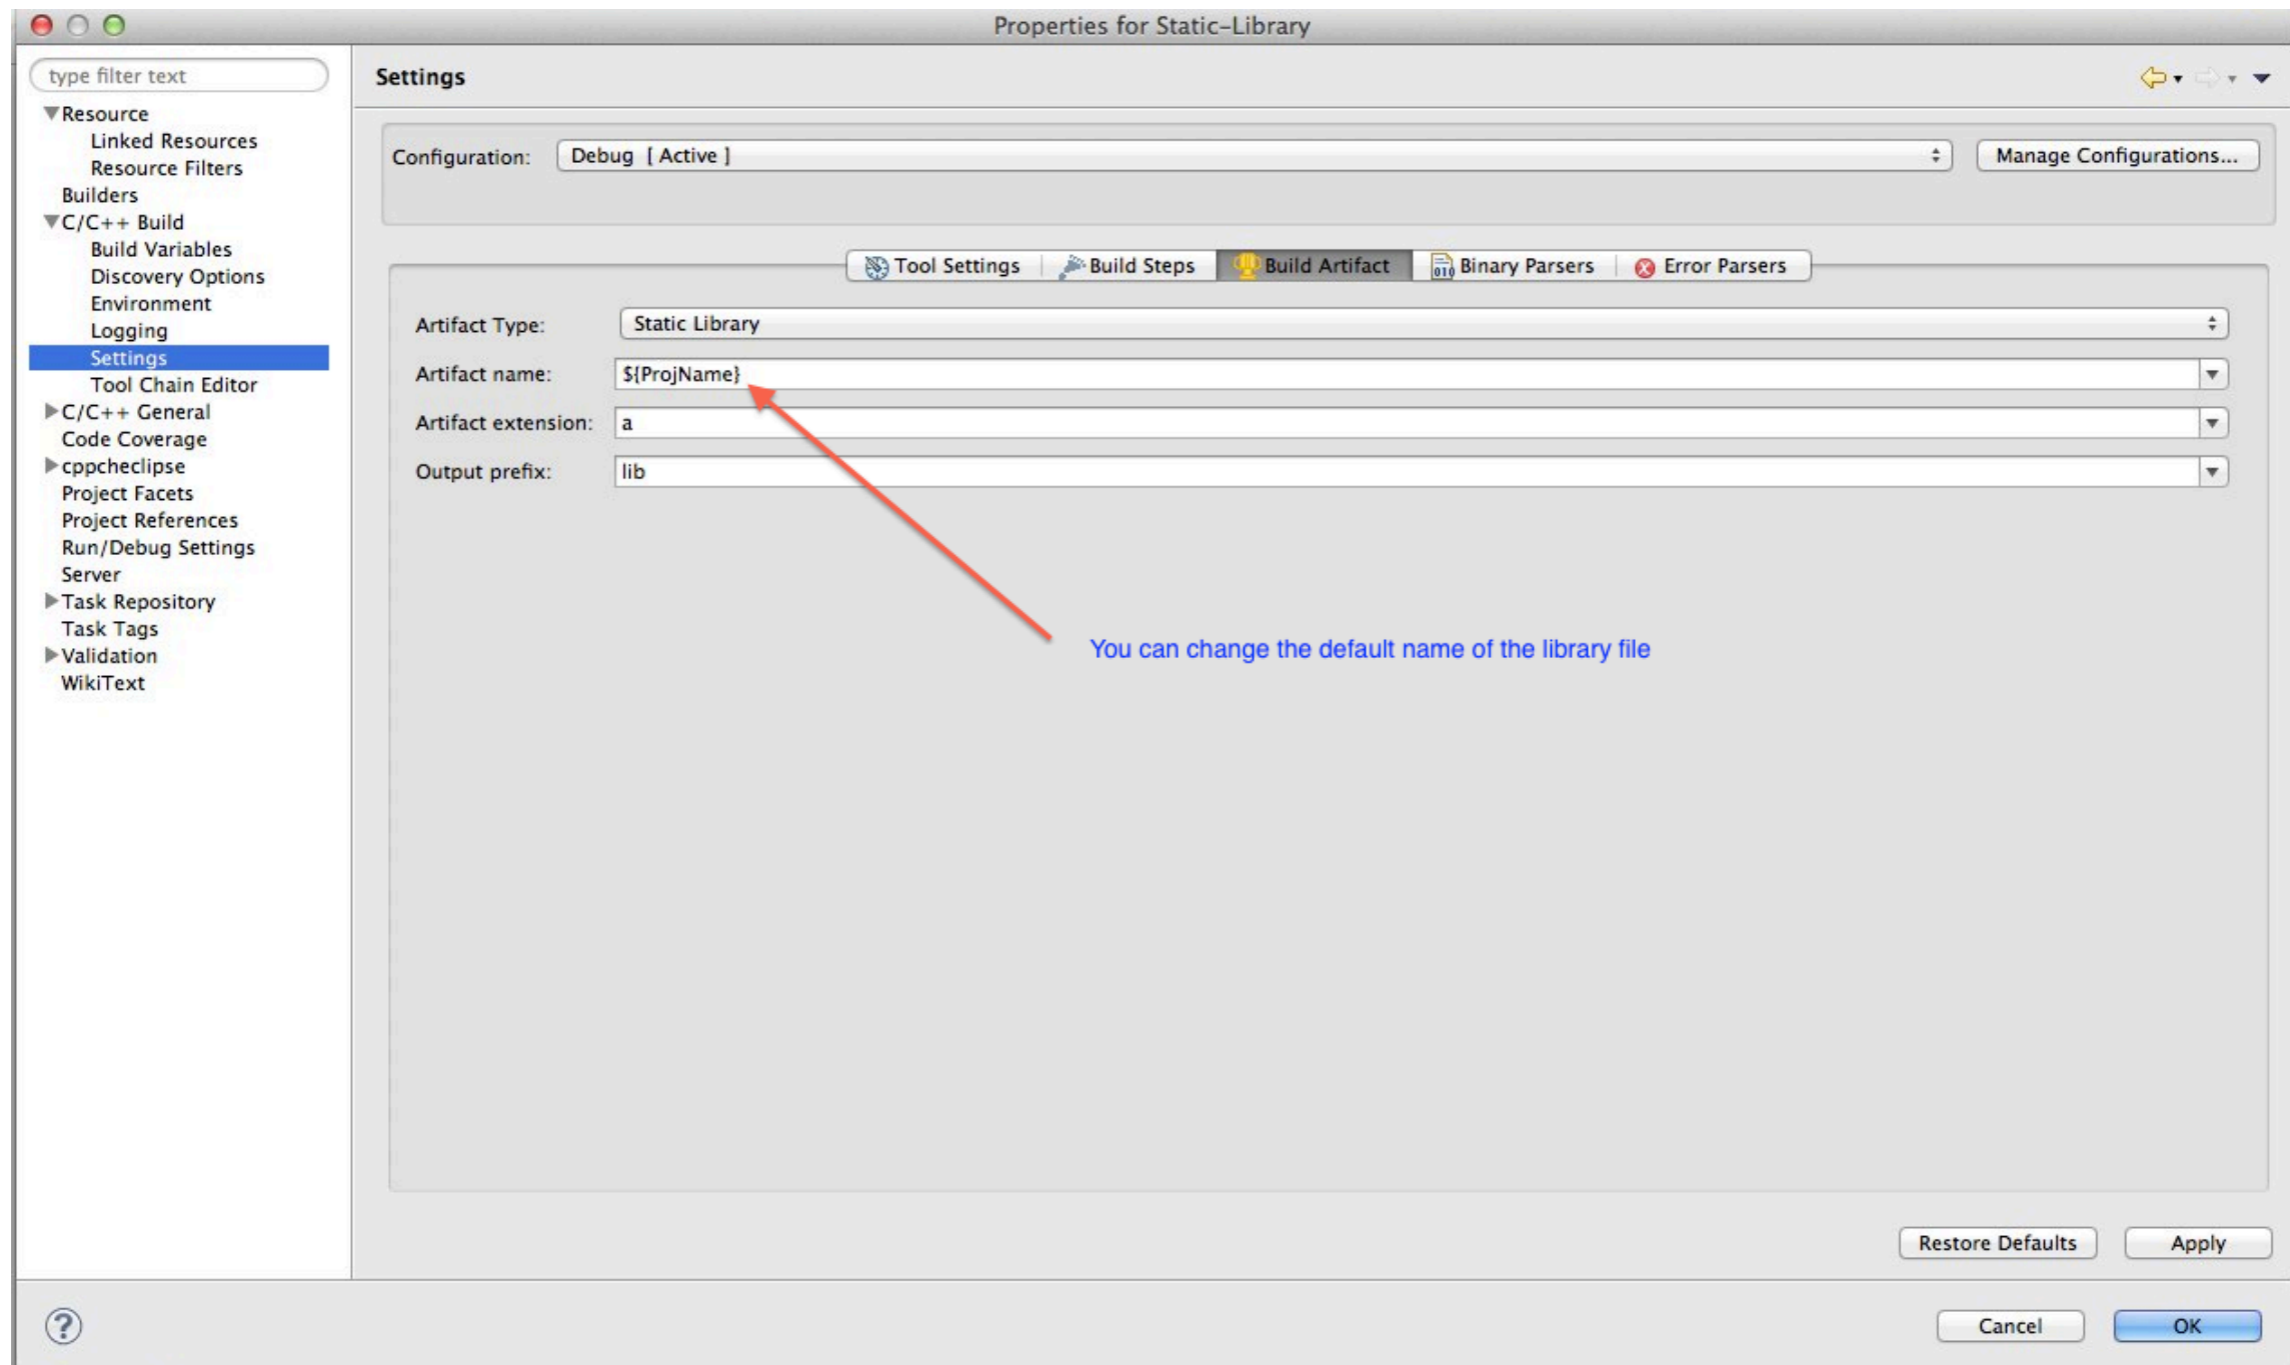 Properties for Static-Library
type filter text
Resource
Linked Resources
Resource Filters
Builders
C/C++ Build
Build Variables
Discovery Options
Environment
Logging
Settings
Tool Chain Editor
C/C++ General
Code Coverage
cppcheclipse
Project Facets
Project References
Run/Debug Settings
Server
Task Repository
Task Tags
Validation
WikiText
Settings
Configuration: Debug [ Active ] Manage Configurations...
Tool Settings Build Steps Build Artifact 010 Binary Parsers Error Parsers
Artifact Type: Static Library
Artifact name: ${ProjName}
Artifact extension: a
Output prefix: lib
You can change the default name of the library file
Restore Defaults Apply
? Cancel OK